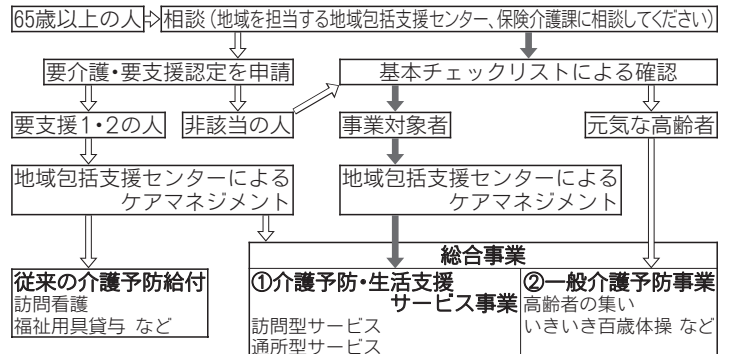 65歳以上の人
相談(地域を担当する地域包括支援センター、保険介護課に相談してください)
要介護・要支援認定を申請
基本チェックリストによる確認
要支援1・2の人
非該当の人
事業対象者
元気な高齢者
地域包括支援センターによる
ケアマネジメント
地域包括支援センターによる
ケアマネジメント
総合事業
従来の介護予防給付
訪問看護
福祉用具貸与 など
①介護予防・生活支援
サービス事業
訪問型サービス
通所型サービス
②一般介護予防事業
高齢者の集い
いきいき百歳体操 など